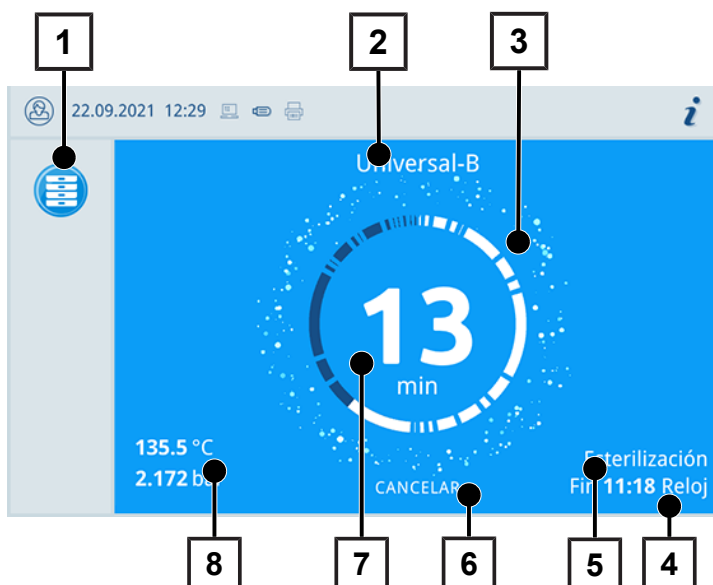 1
2
3
22.09.2021 12:29
i
Universal-B
13
min
135.5 °C
2.172
CANCELAR
Esterilización
11:18 Reloj
8
7
6
5
4